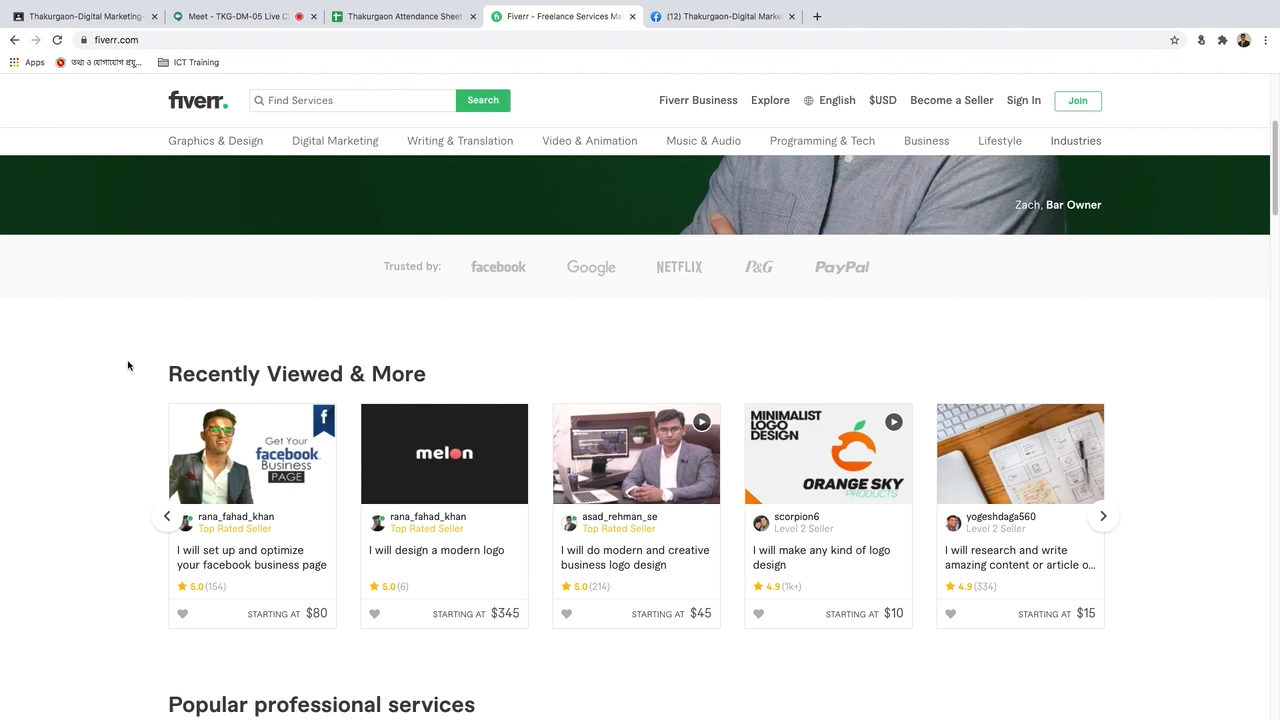 Thakurgaon-Digital Marketing-
Meet - TKG-DM-05 Live Cl
Thakurgaon Attendance Sheet
Fiverr - Freelance Services Ma
(12) Thakurgaon-Digital Marke
fiverr.com
Apps
তথ্য ও যোগাযোগ প্রযু...
ICT Training
fiverr.
Find Services
Search
Fiverr Business
Explore
English
$USD
Become a Seller
Sign In
Join
Graphics & Design
Digital Marketing
Writing & Translation
Video & Animation
Music & Audio
Programming & Tech
Business
Lifestyle
Industries
Zach, Bar Owner
Trusted by:
facebook
Google
NETFLIX
P&G
PayPal
Recently Viewed & More
f
Get Your
facebook
Business
PAGE
rana_fahad_khan
Top Rated Seller
I will set up and optimize
your facebook business page
5.0 (154)
STARTING AT $80
melon
rana_fahad_khan
Top Rated Seller
I will design a modern logo
5.0 (6)
STARTING AT $345
asad_rehman_se
Top Rated Seller
I will do modern and creative
business logo design
5.0 (214)
STARTING AT $45
MINIMALIST
LOGO
DESIGN
ORANGE SKY
PRODUCTS
scorpion6
Level 2 Seller
I will make any kind of logo
design
4.9 (1k+)
STARTING AT $10
yogeshdaga560
Level 2 Seller
I will research and write
amazing content or article o...
4.9 (334)
STARTING AT $15
Popular professional services